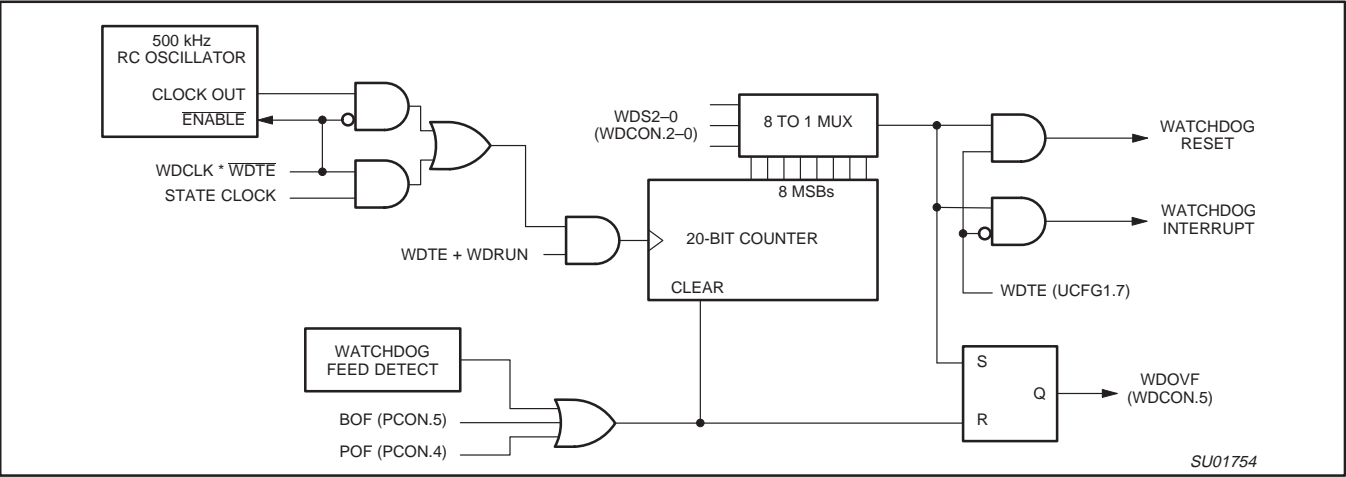 500 kHz
RC OSCILLATOR
CLOCK OUT
ENABLE
WDCLK * WDTE
STATE CLOCK
WDS2–0
(WDCON.2–0)
8 TO 1 MUX
8 MSBs
20-BIT COUNTER
CLEAR
WDTE + WDRUN
WATCHDOG
RESET
WATCHDOG
INTERRUPT
WDTE (UCFG1.7)
WATCHDOG
FEED DETECT
BOF (PCON.5)
POF (PCON.4)
S
Q
R
WDOVF
(WDCON.5)
SU01754